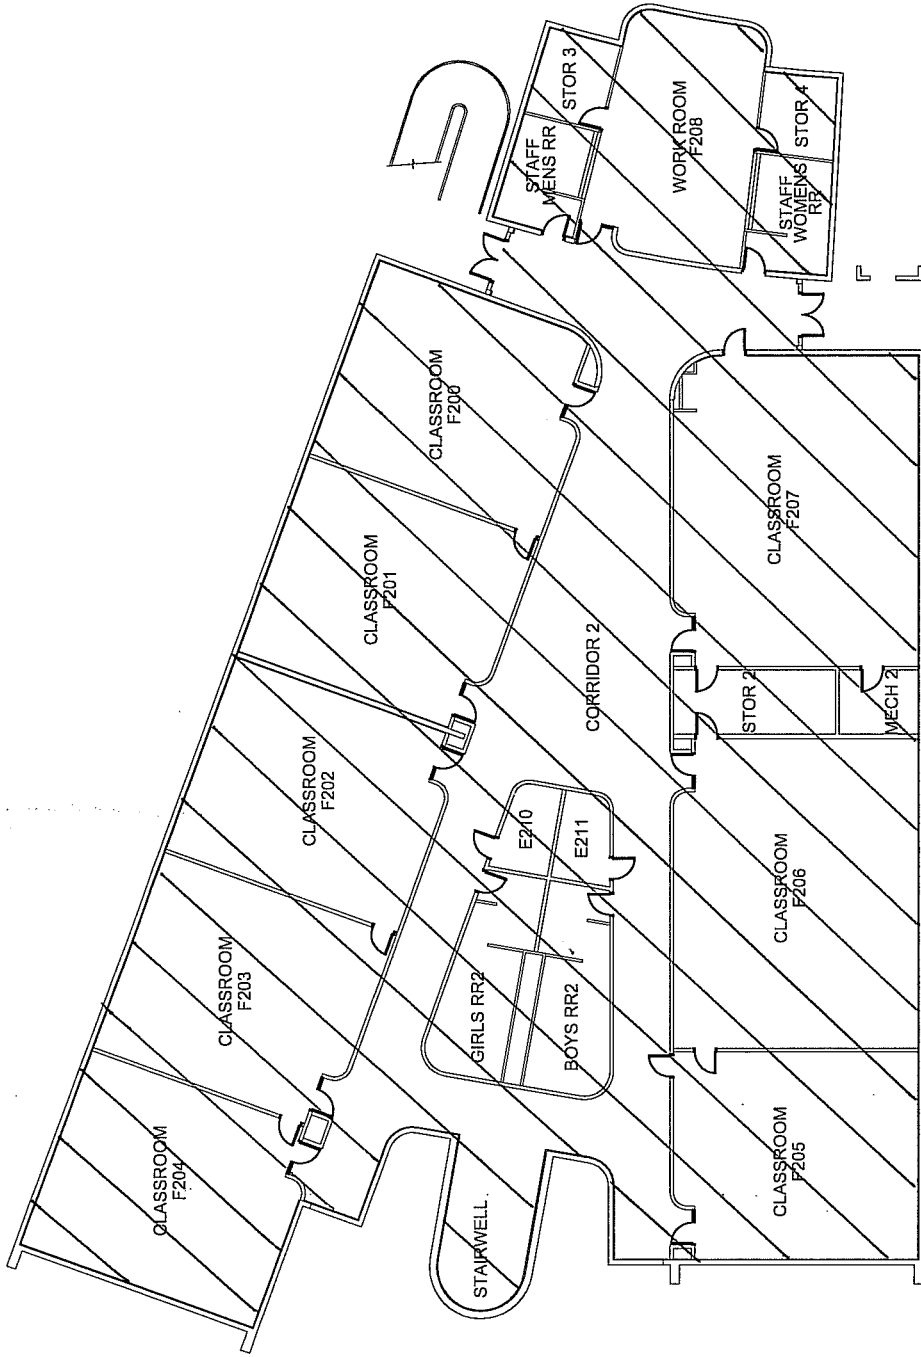 STOR 3
STAFF
MENS RR
WORK ROOM
F208
STOR 4
STAFF
WOMENS
RR
CLASSROOM
F200
CLASSROOM
F201
CLASSROOM
F202
CLASSROOM
F203
CLASSROOM
F204
CORRIDOR 2
E210
E211
GIRLS RR2
BOYS RR2
STAIRWELL
CLASSROOM
F207
STOR 2
MECH 2
CLASSROOM
F206
CLASSROOM
F205